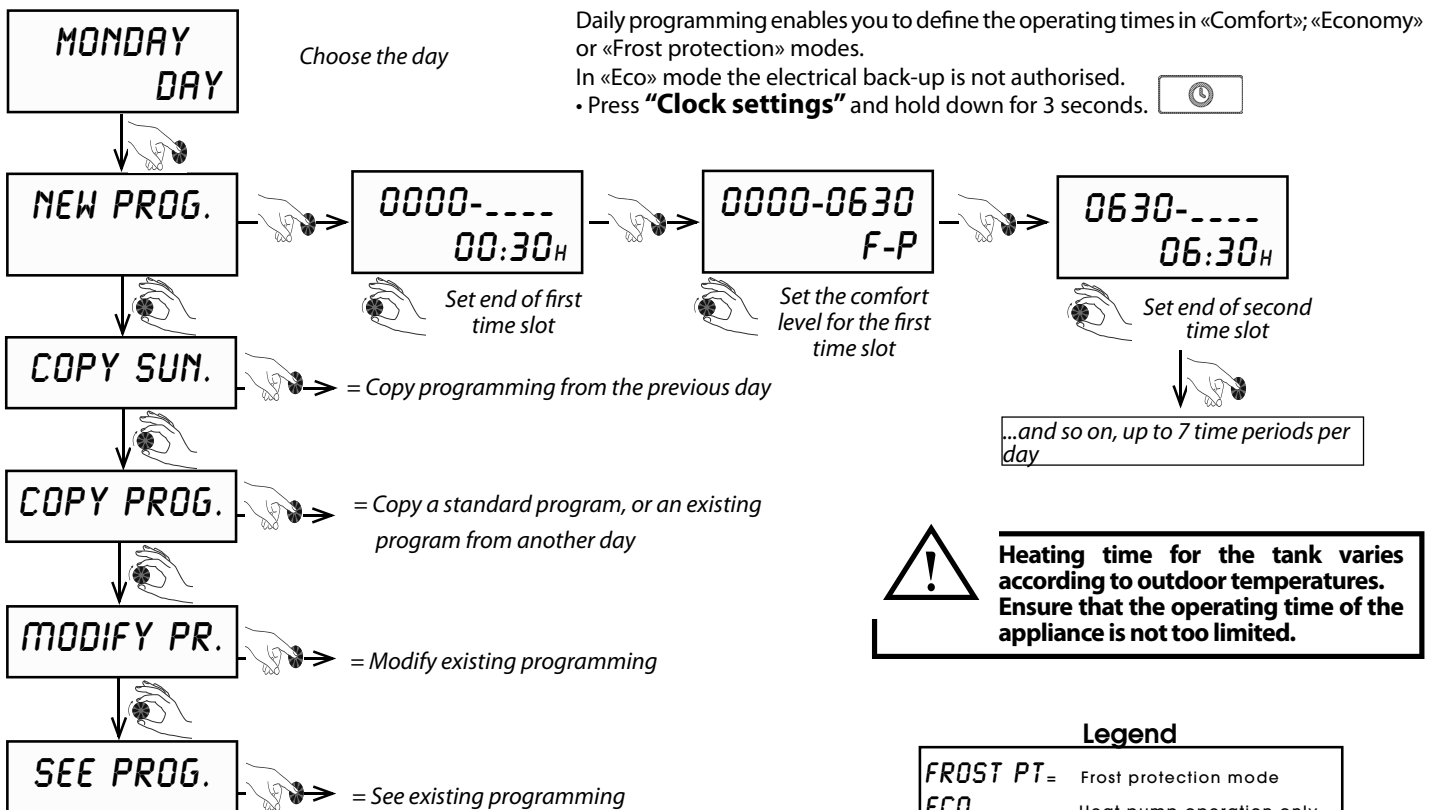 Daily programming enables you to define the operating times in «Comfort»; «Economy»
or «Frost protection» modes.
In «Eco» mode the electrical back-up is not authorised.
• Press “Clock settings” and hold down for 3 seconds.
MONDAY
DAY
Choose the day
NEW PROG.
0000-____
00:30H
Set end of first
time slot
0000-0630
F-P
Set the comfort
level for the first
time slot
0630-____
06:30H
Set end of second
time slot
...and so on, up to 7 time periods per
day
COPY SUN.
= Copy programming from the previous day
COPY PROG.
= Copy a standard program, or an existing
program from another day
MODIFY PR.
= Modify existing programming
SEE PROG.
= See existing programming
!
Heating time for the tank varies
according to outdoor temperatures.
Ensure that the operating time of the
appliance is not too limited.
Legend
FROST PT= Frost protection mode
ECO Heat pump operation only